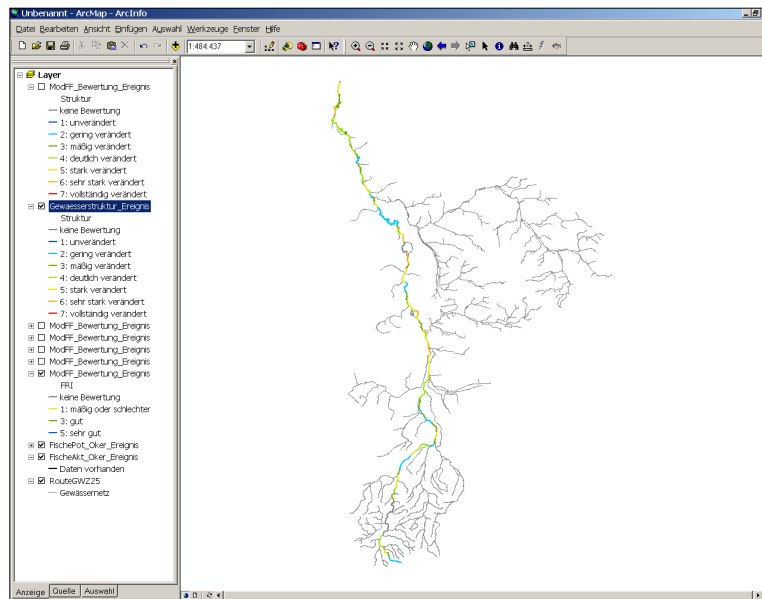 Unbenannt - ArcMap - ArcInfo
Datei Bearbeiten Ansicht Einfügen Auswahl Werkzeuge Fenster Hilfe
1:484.437
Layer
ModFF_Bewertung_Ereignis
Struktur
keine Bewertung
1: unverändert
2: gering verändert
3: mäßig verändert
4: deutlich verändert
5: stark verändert
6: sehr stark verändert
7: vollständig verändert
Gewaesserstruktur_Ereignis
Struktur
keine Bewertung
1: unverändert
2: gering verändert
3: mäßig verändert
4: deutlich verändert
5: stark verändert
6: sehr stark verändert
7: vollständig verändert
ModFF_Bewertung_Ereignis
ModFF_Bewertung_Ereignis
ModFF_Bewertung_Ereignis
ModFF_Bewertung_Ereignis
FRI
keine Bewertung
1: mäßig oder schlechter
3: gut
5: sehr gut
FischePot_Oker_Ereignis
FischeAkt_Oker_Ereignis
Daten vorhanden
RouteGWZ25
Gewässernetz
Anzeige Quelle Auswahl